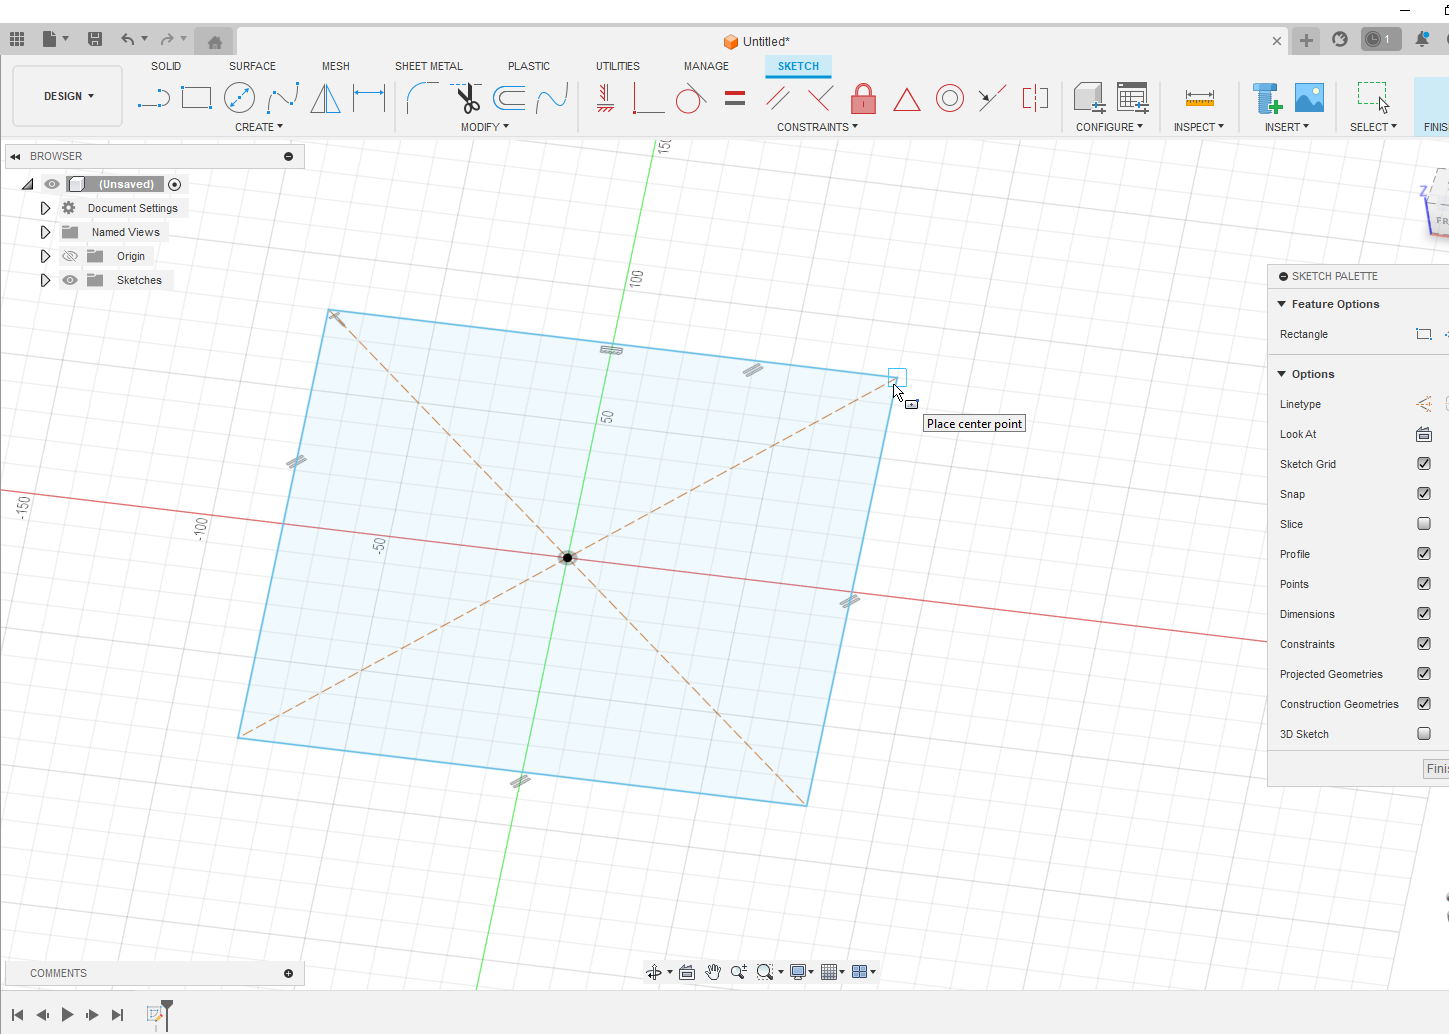 Untitled*
1
SOLID SURFACE MESH SHEET METAL PLASTIC UTILITIES MANAGE SKETCH
DESIGN
CREATE MODIFY CONSTRAINTS CONFIGURE INSPECT INSERT SELECT FINIS
BROWSER
(Unsaved)
Document Settings
Named Views
Origin
Sketches
150
100
50
-150
-100
-50
Place center point
Z
FR
SKETCH PALETTE
Feature Options
Rectangle
Options
Linetype
Look At
Sketch Grid
Snap
Slice
Profile
Points
Dimensions
Constraints
Projected Geometries
Construction Geometries
3D Sketch
Finis
COMMENTS